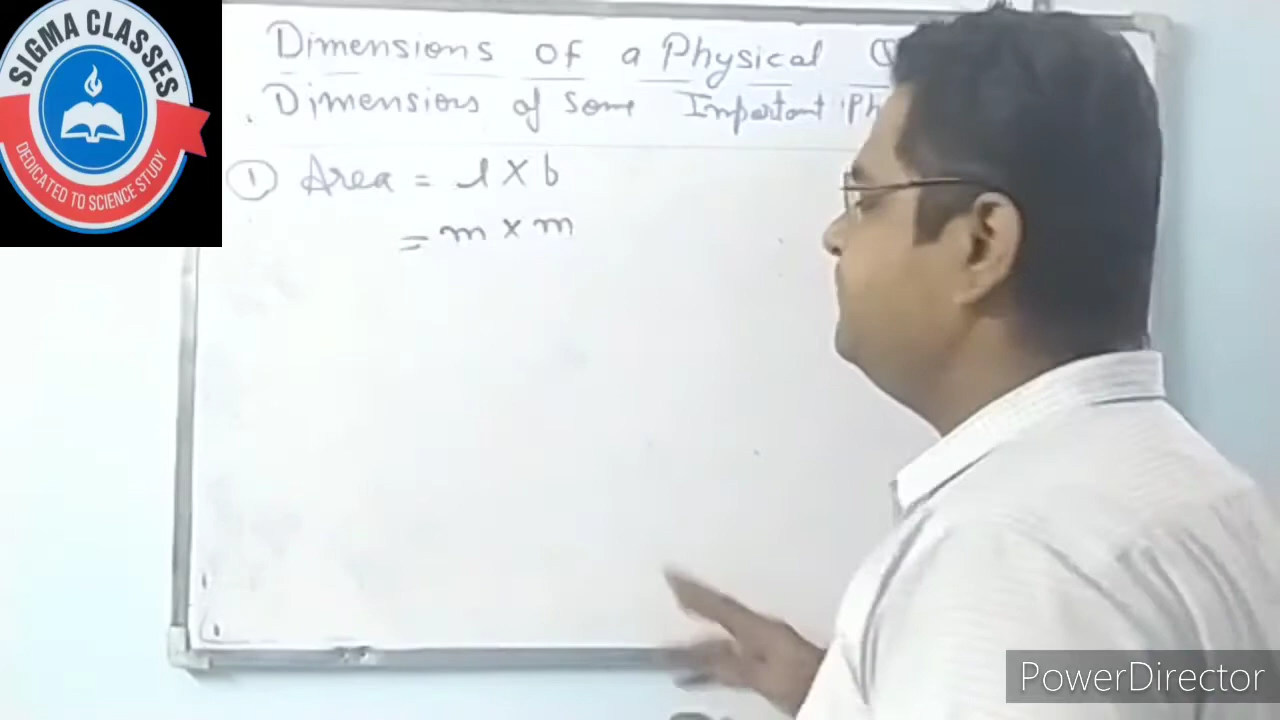 SIGMA CLASSES
DEDICATED TO SCIENCE STUDY
Dimensions of a Physical
Dimensions of Some Important
① Area = l × b
= m × m
PowerDirector